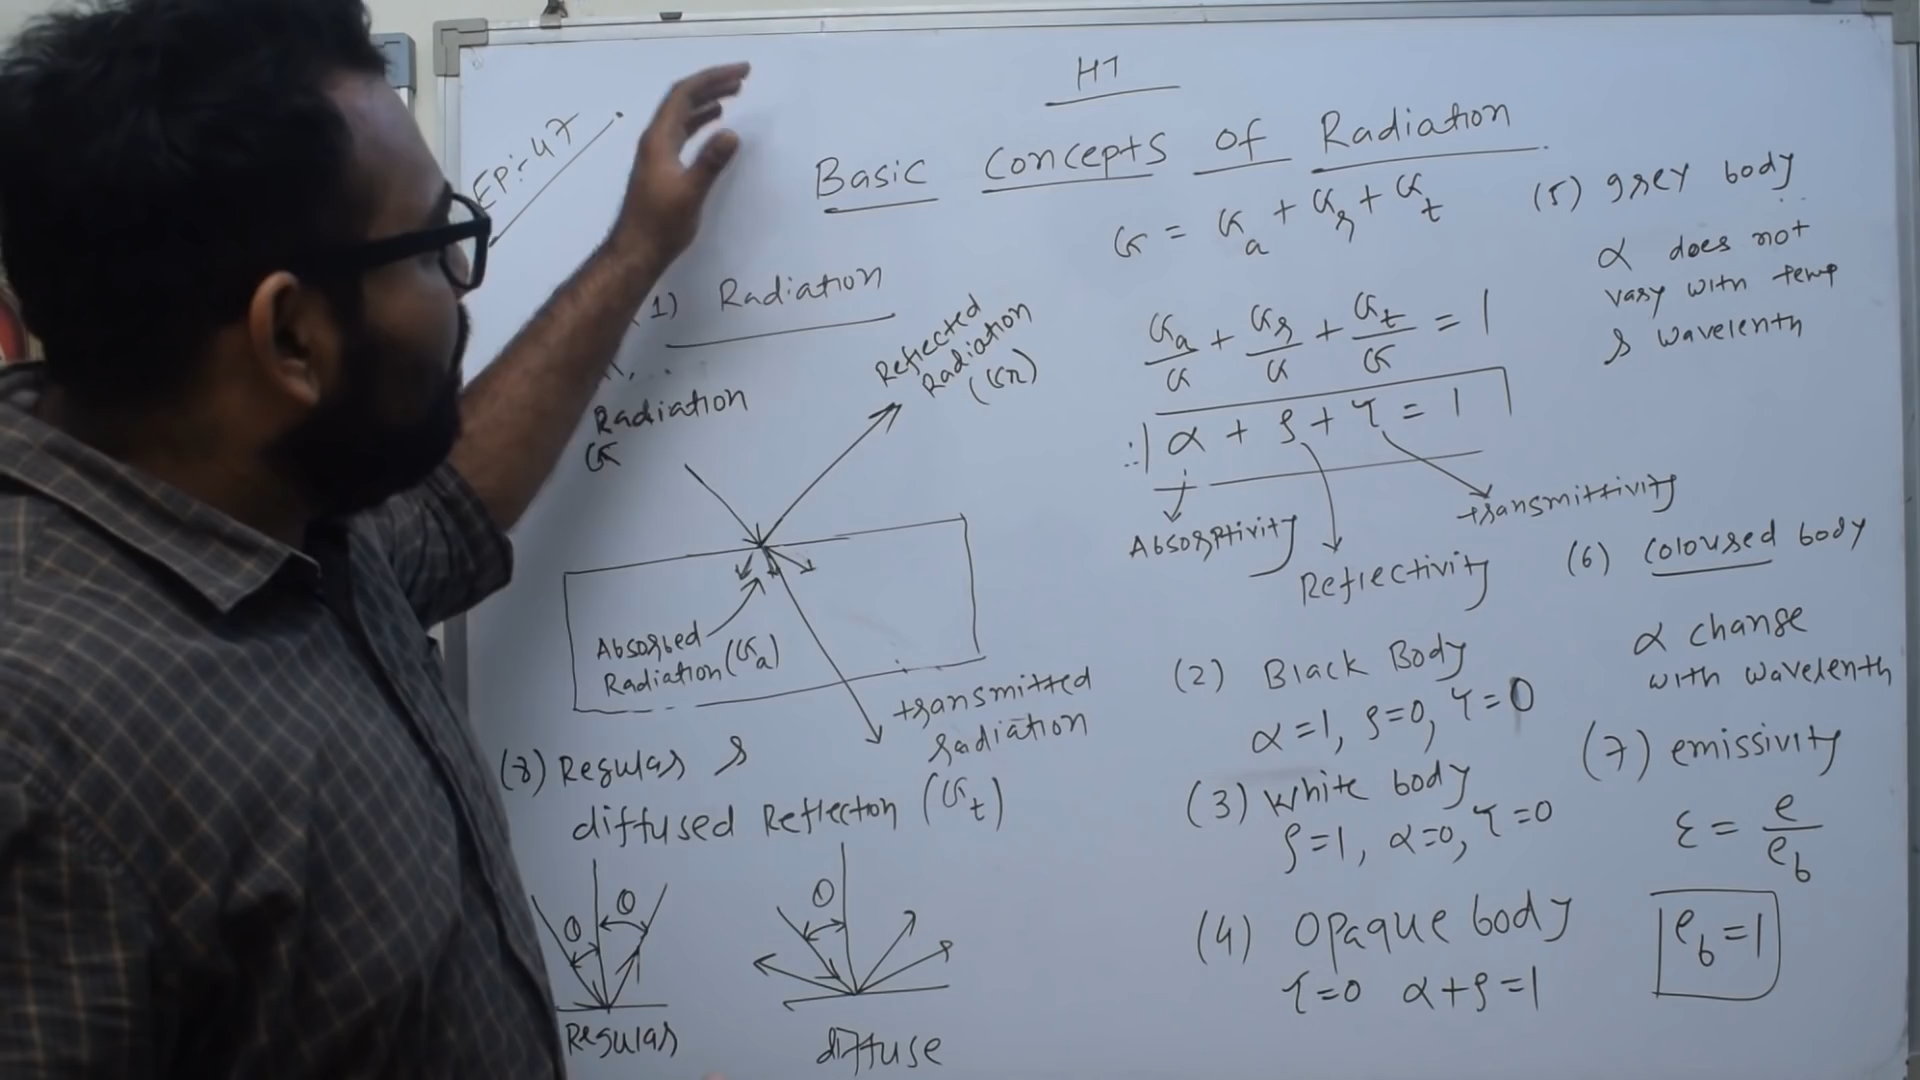 HT
EP:-47
Basic Concepts of Radiation
G = Ga + Gr + Gt
Ga/G + Gr/G + Gt/G = 1
∴ α + ρ + τ = 1
Absorptivity
Reflectivity
transmittivity
1) Radiation
Radiation
G
Reflected
Radiation
(Gr)
Absorbed
Radiation (Ga)
transmitted
radiation
(Gt)
(2) Black Body
α=1, ρ=0, τ=0
(3) White body
ρ=1, α=0, τ=0
(4) Opaque body
τ=0 α+ρ=1
(5) grey body
α does not
vary with temp
& wavelenth
(6) Coloured body
α change
with wavelenth
(7) emissivity
ε = e/eb
eb=1
(8) Regular &
diffused Reflection
θ θ
Regular
θ
diffuse